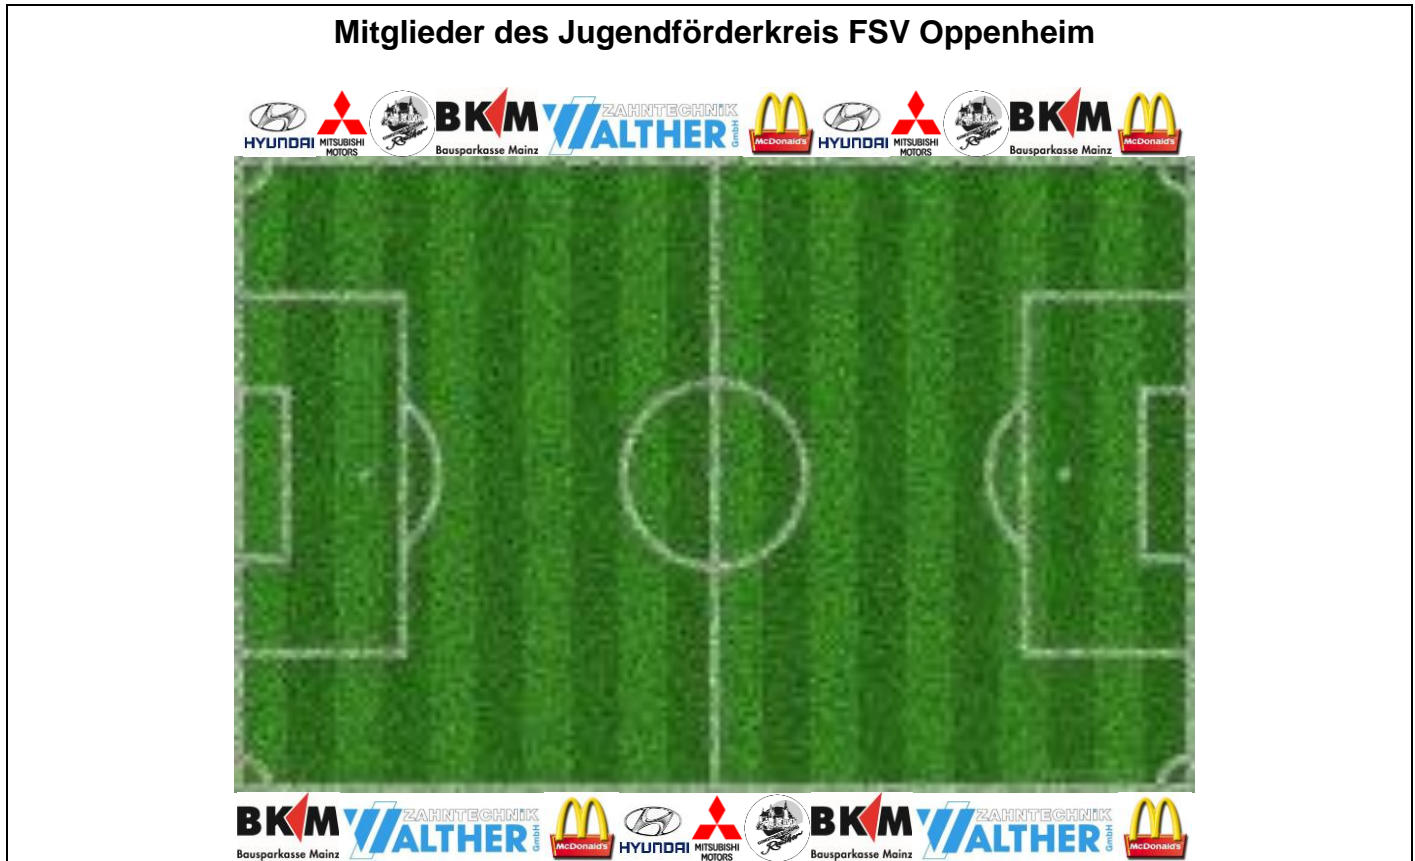 Mitglieder des Jugendförderkreis FSV Oppenheim
HYUNDAI MITSUBISHI MOTORS BKM Bausparkasse Mainz ZAHNTECHNIK WALTHER GmbH McDonald's HYUNDAI MITSUBISHI MOTORS BKM Bausparkasse Mainz McDonald's
BKM Bausparkasse Mainz ZAHNTECHNIK WALTHER GmbH McDonald's HYUNDAI MITSUBISHI MOTORS BKM Bausparkasse Mainz ZAHNTECHNIK WALTHER GmbH McDonald's